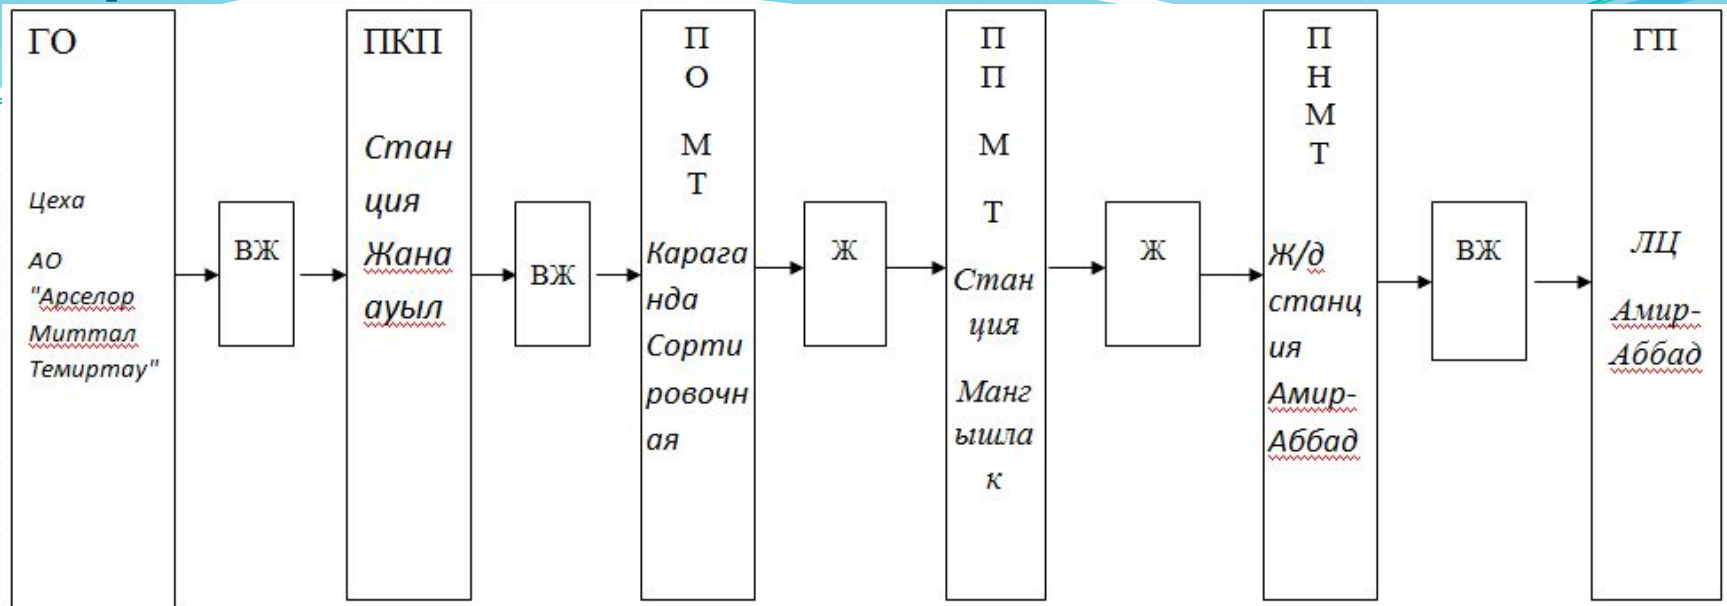 ГО
Цеха
АО
"Арселор
Миттал
Темиртау"
ВЖ
ПКП
Стан
ция
Жана
ауыл
ВЖ
П
О
М
Т
Карага
нда
Сорти
ровочн
ая
Ж
П
П
М
Т
Стан
ция
Манг
ышла
к
Ж
П
Н
М
Т
Ж/д
станц
ия
Амир-
Аббад
ВЖ
ГП
ЛЦ
Амир-
Аббад